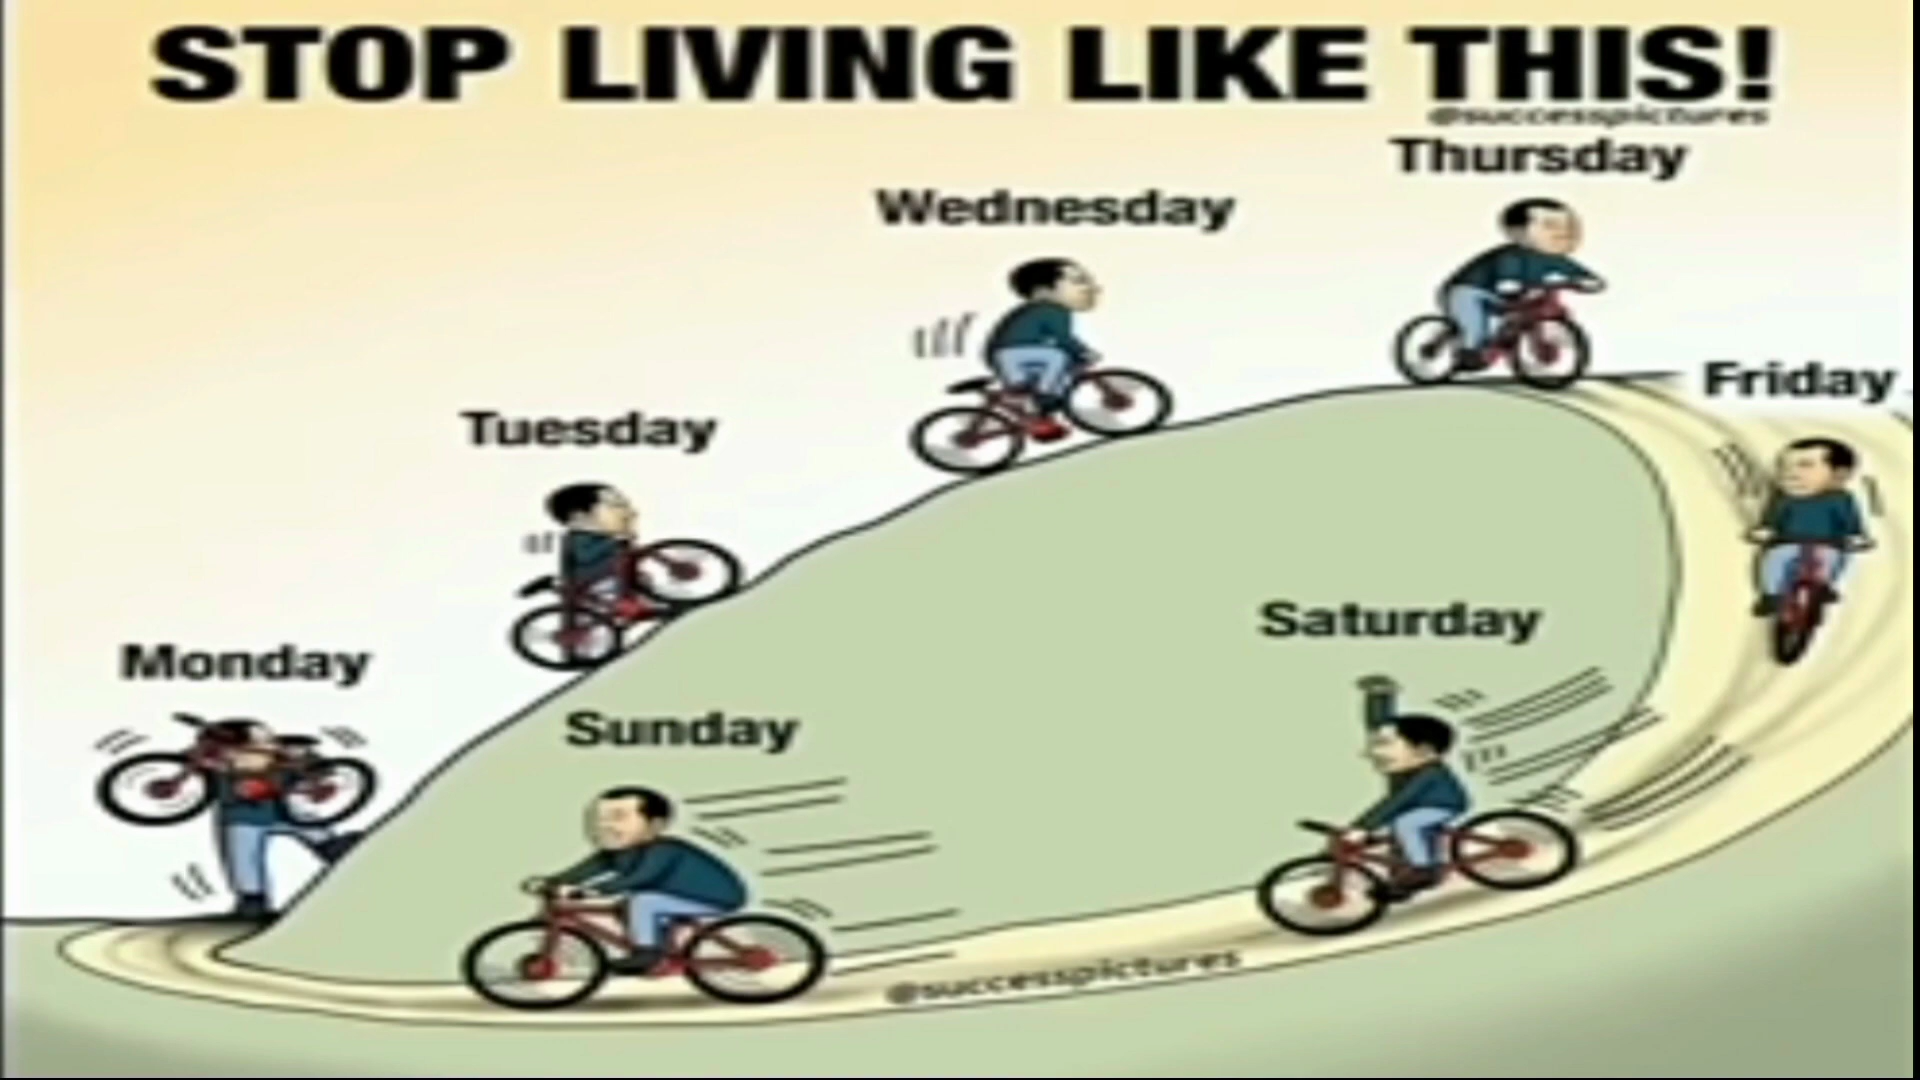 STOP LIVING LIKE THIS!
@successpictures
Thursday
Wednesday
Friday
Tuesday
Saturday
Monday
Sunday
@successpictures